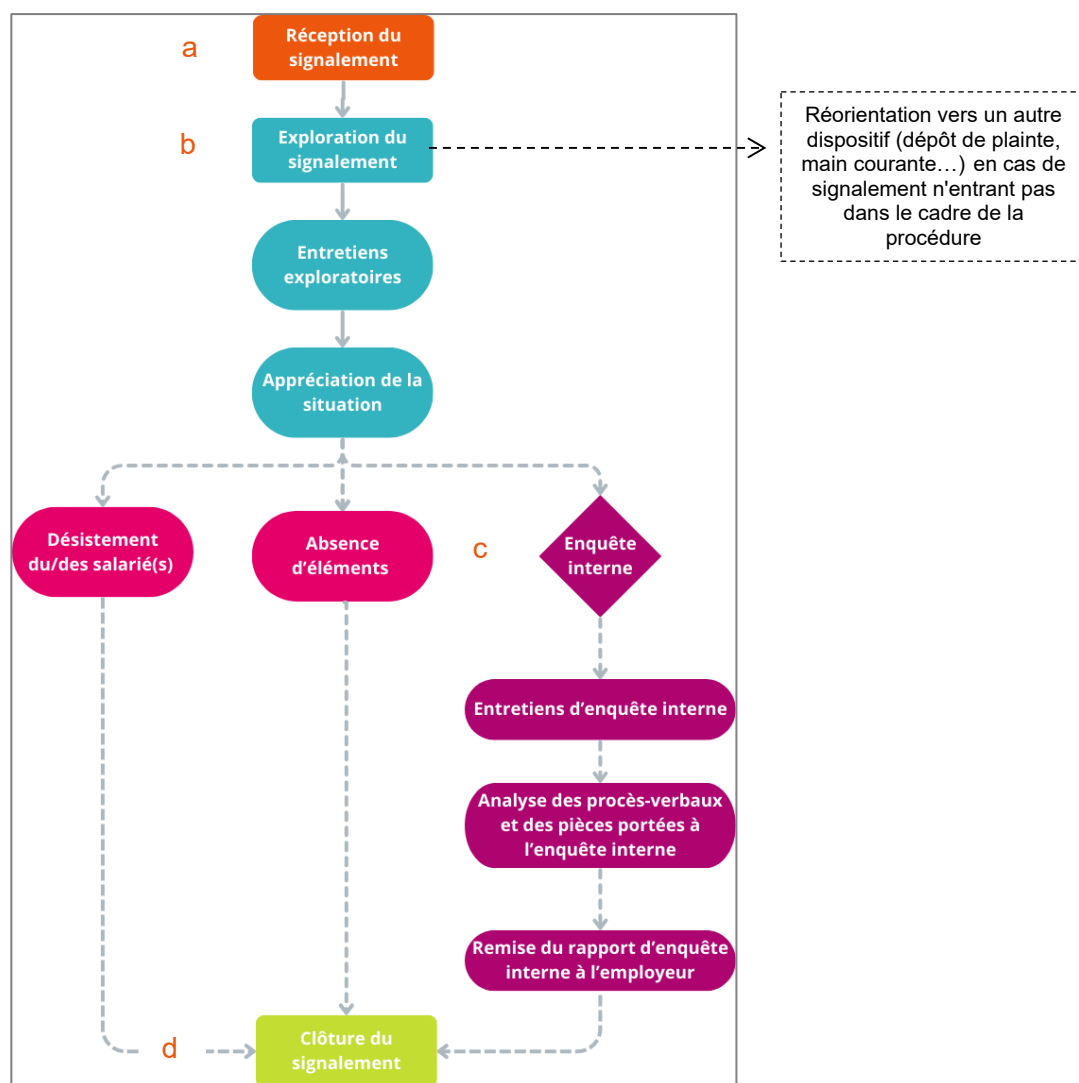 a
Réception du
signalement
b
Exploration du
signalement
Réorientation vers un autre
dispositif (dépôt de plainte,
main courante…) en cas de
signalement n'entrant pas
dans le cadre de la
procédure
Entretiens
exploratoires
Appréciation de la
situation
Désistement
du/des salarié(s)
Absence
d’éléments
c
Enquête
interne
Entretiens d’enquête interne
Analyse des procès-verbaux
et des pièces portées à
l’enquête interne
Remise du rapport d’enquête
interne à l’employeur
d
Clôture du
signalement